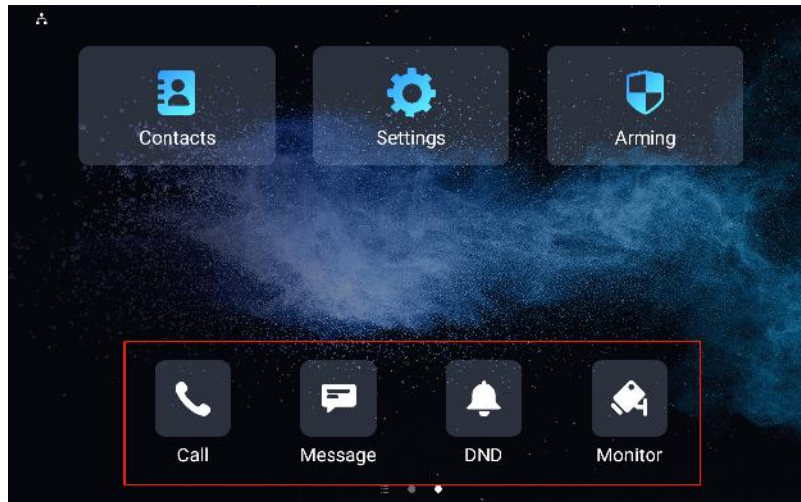 Contacts
Settings
Arming
Call
Message
DND
Monitor